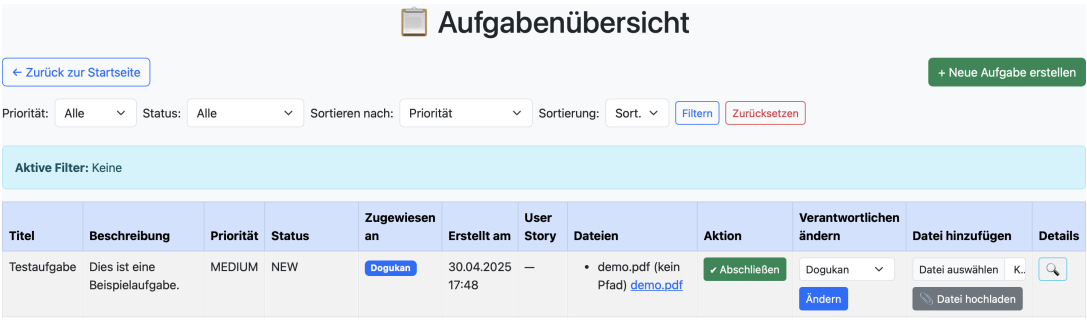 📋 Aufgabenübersicht
← Zurück zur Startseite
+ Neue Aufgabe erstellen
Priorität: Alle Status: Alle Sortieren nach: Priorität Sortierung: Sort. Filtern Zurücksetzen
Aktive Filter: Keine
Titel Beschreibung Priorität Status Zugewiesen an Erstellt am User Story Dateien Aktion Verantwortlichen ändern Datei hinzufügen Details
Testaufgabe
Dies ist eine
Beispielaufgabe.
MEDIUM
NEW
Dogukan
30.04.2025
17:48
—
• demo.pdf (kein
Pfad) demo.pdf
✔ Abschließen
Dogukan
Ändern
Datei auswählen K..
📎 Datei hochladen
🔍